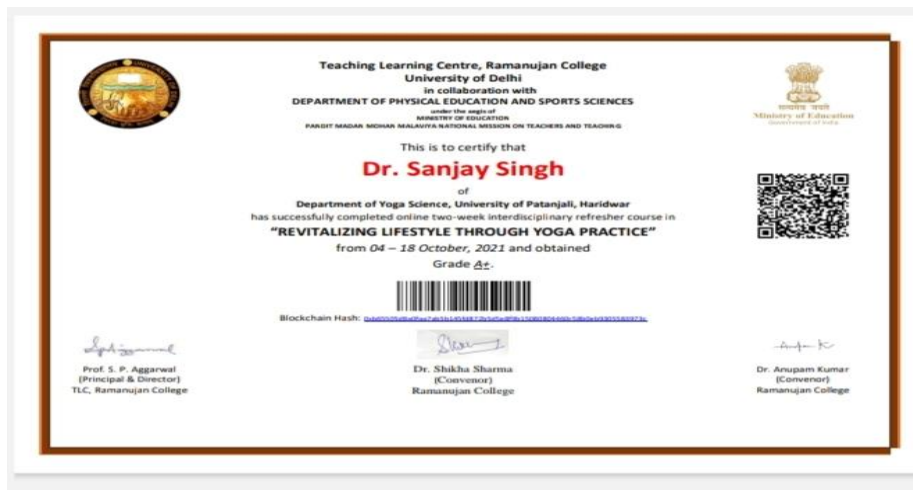 Teaching Learning Centre, Ramanujan College
University of Delhi
in collaboration with
DEPARTMENT OF PHYSICAL EDUCATION AND SPORTS SCIENCES
under the aegis of
MINISTRY OF EDUCATION
PANDIT MADAN MOHAN MALAVIYA NATIONAL MISSION ON TEACHERS AND TEACHING
सत्यमेव जयते
Ministry of Education
Government of India
This is to certify that
Dr. Sanjay Singh
of
Department of Yoga Science, University of Patanjali, Haridwar
has successfully completed online two-week interdisciplinary refresher course in
“REVITALIZING LIFESTYLE THROUGH YOGA PRACTICE”
from 04 – 18 October, 2021 and obtained
Grade A+.
Blockchain Hash:
Prof. S. P. Aggarwal
(Principal & Director)
TLC, Ramanujan College
Dr. Shikha Sharma
(Convenor)
Ramanujan College
Dr. Anupam Kumar
(Convenor)
Ramanujan College